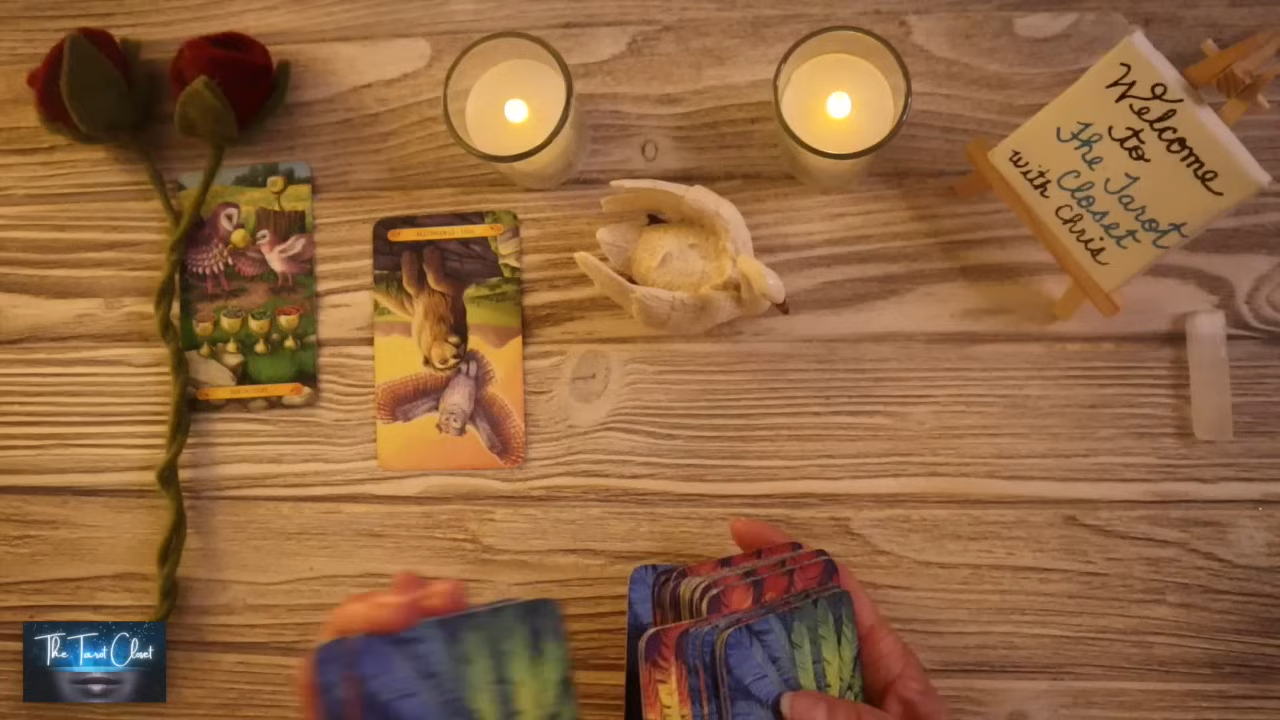 Welcome
to
The Tarot
Closet
with Chris
The Tarot Closet